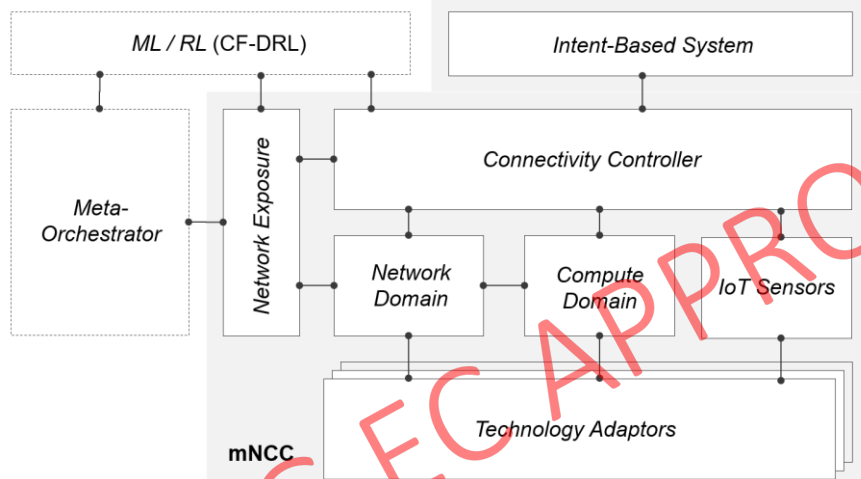 ML / RL (CF-DRL)
Intent-Based System
Meta-
Orchestrator
Network Exposure
Connectivity Controller
Network
Domain
Compute
Domain
IoT Sensors
Technology Adaptors
mNCC
EC APPRO